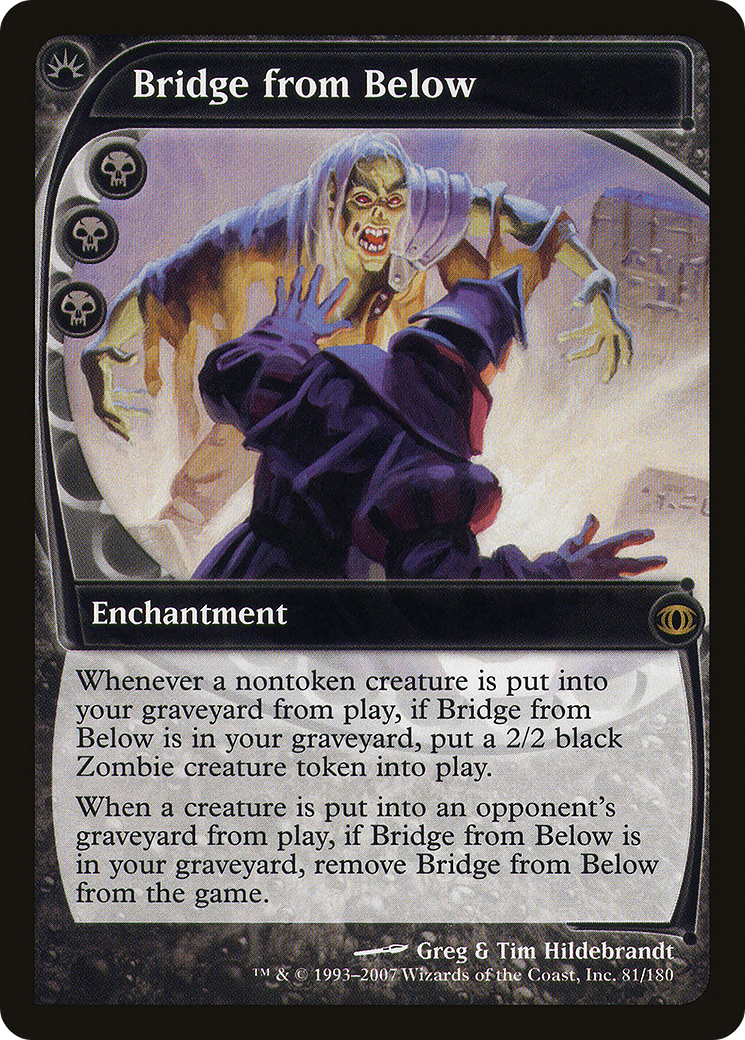 Bridge from Below
Enchantment
Whenever a nontoken creature is put into
your graveyard from play, if Bridge from
Below is in your graveyard, put a 2/2 black
Zombie creature token into play.
When a creature is put into an opponent's
graveyard from play, if Bridge from Below is
in your graveyard, remove Bridge from Below
from the game.
Greg & Tim Hildebrandt
™ & © 1993–2007 Wizards of the Coast, Inc. 81/180